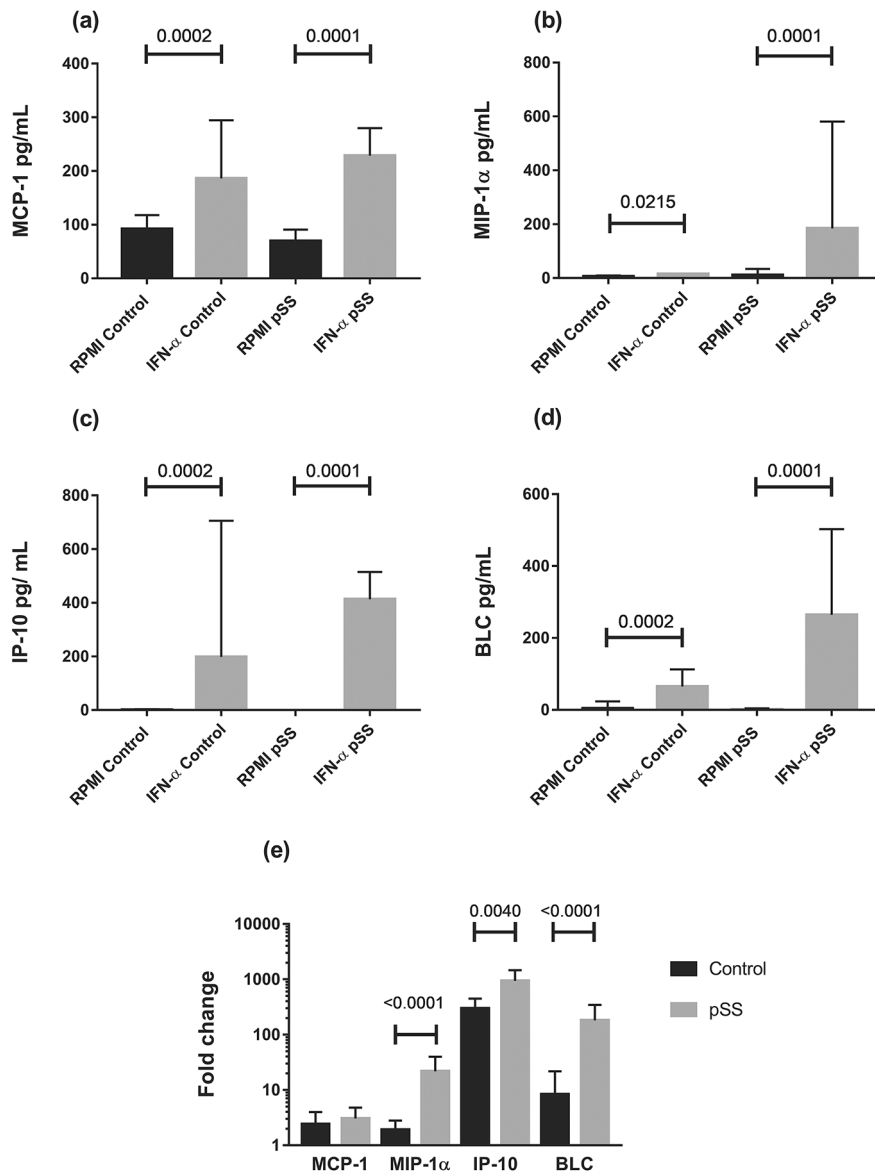 (a)
0.0002
0.0001
400
300
200
100
0
MCP-1 pg/mL
RPMI Control
IFN-α Control
RPMI pSS
IFN-α pSS
(b)
0.0001
0.0215
800
600
400
200
0
MIP-1α pg/mL
RPMI Control
IFN-α Control
RPMI pSS
IFN-α pSS
(c)
0.0002
0.0001
800
600
400
200
0
IP-10 pg/ mL
RPMI Control
IFN-α Control
RPMI pSS
IFN-α pSS
(d)
0.0001
0.0002
600
400
200
0
BLC pg/mL
RPMI Control
IFN-α Control
RPMI pSS
IFN-α pSS
(e)
0.0040
<0.0001
<0.0001
10000
1000
100
10
1
Fold change
MCP-1
MIP-1α
IP-10
BLC
Control
pSS